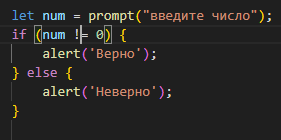 let num = prompt("введите число");
if (num != 0) {
    alert('Верно');
} else {
    alert('Неверно');
}